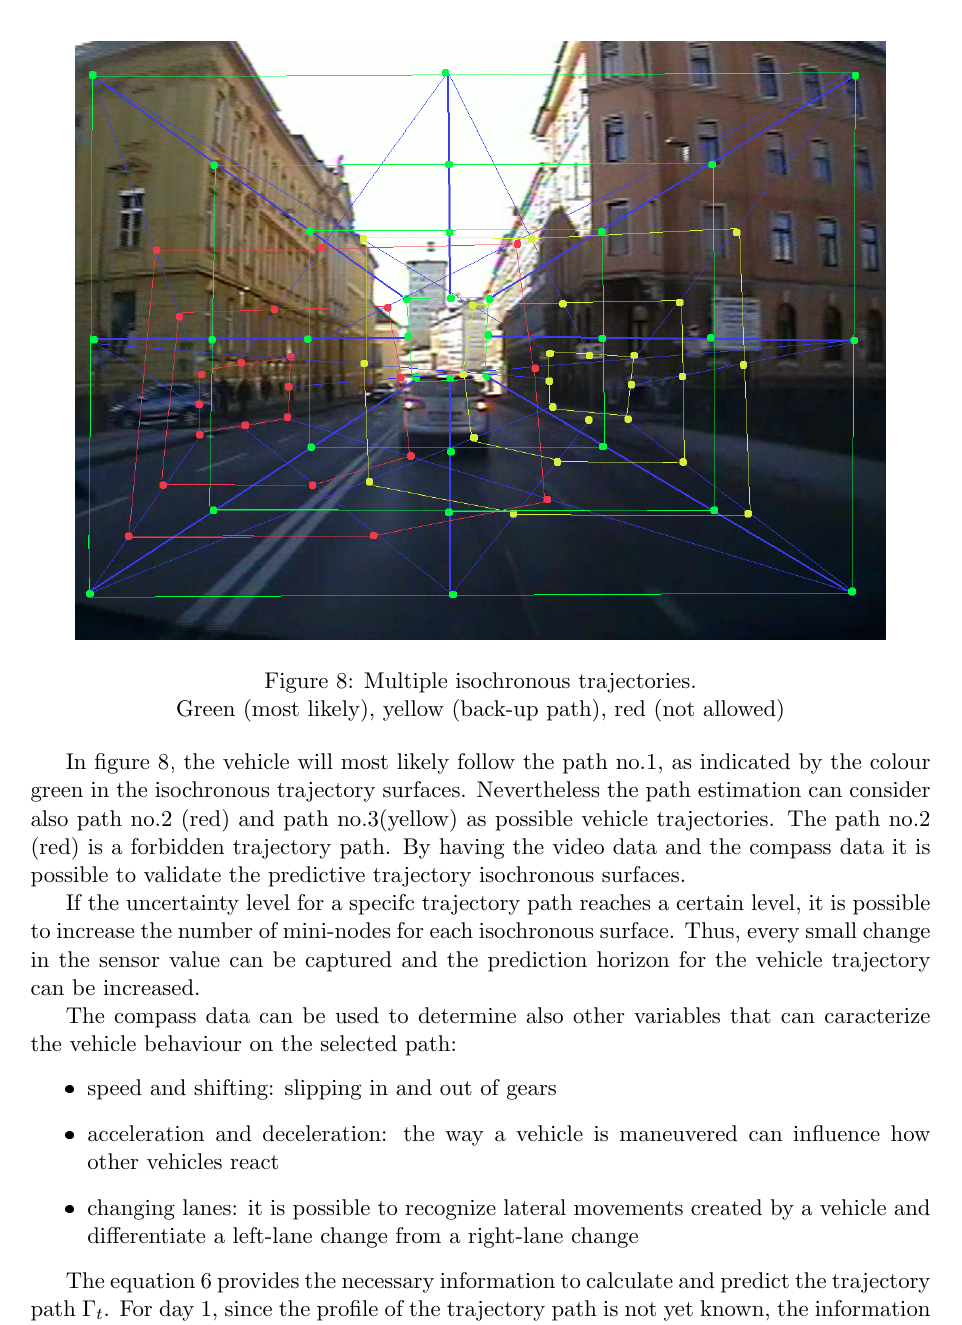 Figure 8: Multiple isochronous trajectories.
Green (most likely), yellow (back-up path), red (not allowed)
In figure 8, the vehicle will most likely follow the path no.1, as indicated by the colour
green in the isochronous trajectory surfaces. Nevertheless the path estimation can consider
also path no.2 (red) and path no.3(yellow) as possible vehicle trajectories. The path no.2
(red) is a forbidden trajectory path. By having the video data and the compass data it is
possible to validate the predictive trajectory isochronous surfaces.
If the uncertainty level for a specifc trajectory path reaches a certain level, it is possible
to increase the number of mini-nodes for each isochronous surface. Thus, every small change
in the sensor value can be captured and the prediction horizon for the vehicle trajectory
can be increased.
The compass data can be used to determine also other variables that can caracterize
the vehicle behaviour on the selected path:
• speed and shifting: slipping in and out of gears
• acceleration and deceleration: the way a vehicle is maneuvered can influence how
other vehicles react
• changing lanes: it is possible to recognize lateral movements created by a vehicle and
differentiate a left-lane change from a right-lane change
The equation 6 provides the necessary information to calculate and predict the trajectory
path Γt. For day 1, since the profile of the trajectory path is not yet known, the information